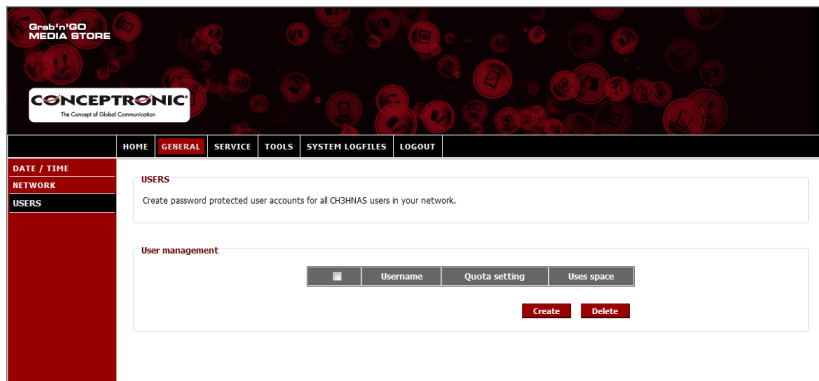 Grab'n'GO
MEDIA STORE
CONCEPTRONIC
The Concept of Global Communication
HOME GENERAL SERVICE TOOLS SYSTEM LOGFILES LOGOUT
DATE / TIME
NETWORK
USERS
USERS
Create password protected user accounts for all CH3HNAS users in your network.
User management
Username Quota setting Uses space
Create Delete